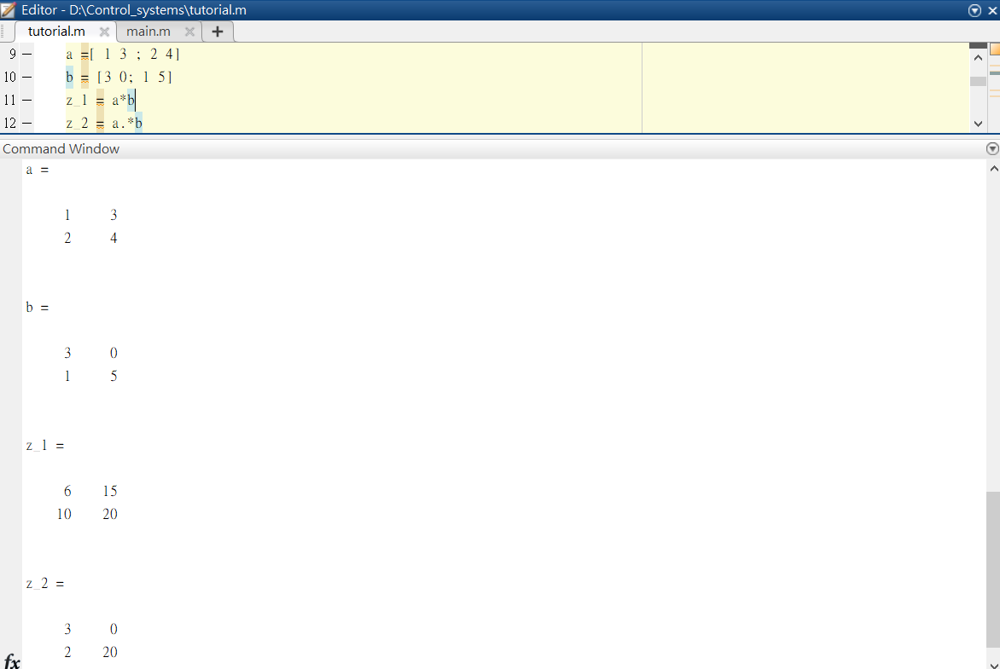 Editor - D:\Control_systems\tutorial.m
tutorial.m × main.m × +
9 — a =[ 1 3 ; 2 4]
10 — b = [3 0; 1 5]
11 — z_1 = a*b
12 — z_2 = a.*b
Command Window
a =
1 3
2 4
b =
3 0
1 5
z_1 =
6 15
10 20
z_2 =
3 0
2 20
fx